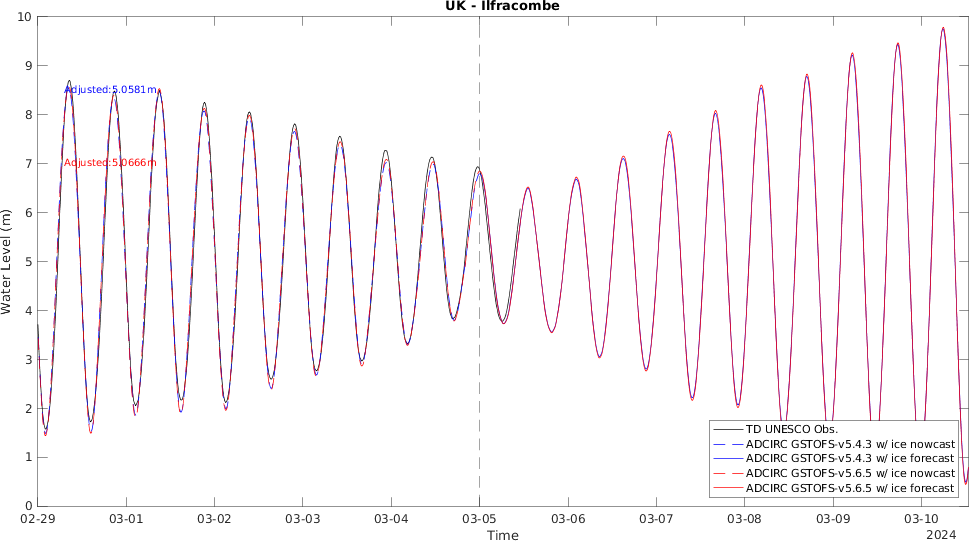 UK - Ilfracombe
10
9
8
7
6
5
4
3
2
1
0
Water Level (m)
Adjusted:5.0581m
Adjusted:5.0666m
TD UNESCO Obs.
ADCIRC GSTOFS-v5.4.3 w/ ice nowcast
ADCIRC GSTOFS-v5.4.3 w/ ice forecast
ADCIRC GSTOFS-v5.6.5 w/ ice nowcast
ADCIRC GSTOFS-v5.6.5 w/ ice forecast
02-29 03-01 03-02 03-03 03-04 03-05 03-06 03-07 03-08 03-09 03-10
Time
2024